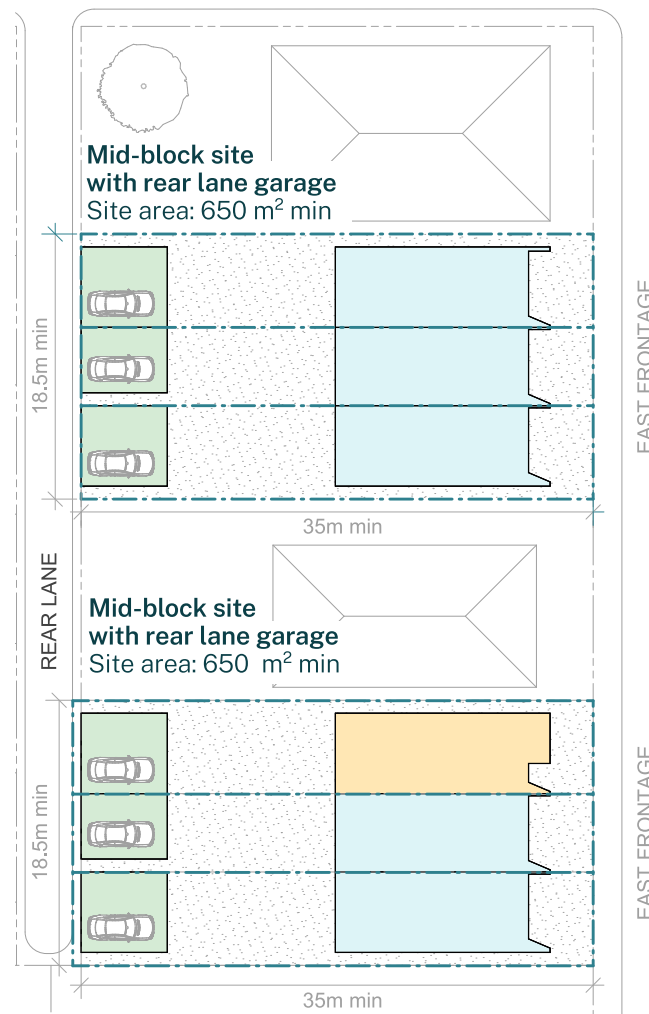 Mid-block site
with rear lane garage
Site area: 650 m² min
18.5m min
EAST FRONTAGE
35m min
REAR LANE
Mid-block site
with rear lane garage
Site area: 650  m² min
18.5m min
EAST FRONTAGE
35m min